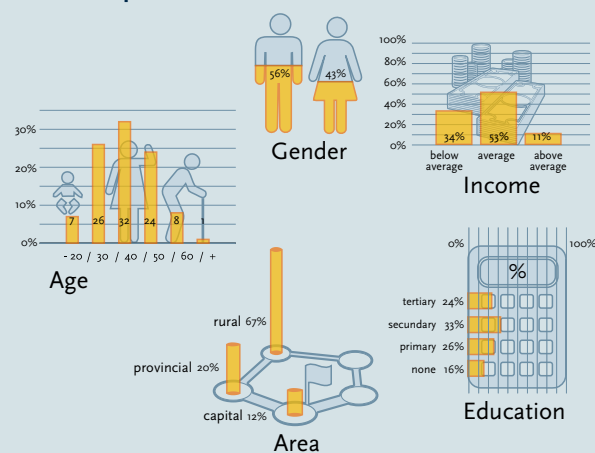 56%
43%
Gender
100%
80%
60%
40%
20%
0%
34%
53%
11%
below average
average
above average
Income
30%
20%
10%
0%
7
26
32
24
8
1
- 20 / 30 / 40 / 50 / 60 / +
Age
rural 67%
provincial 20%
capital 12%
Area
0%
100%
%
tertiary 24%
secundary 33%
primary 26%
none 16%
Education